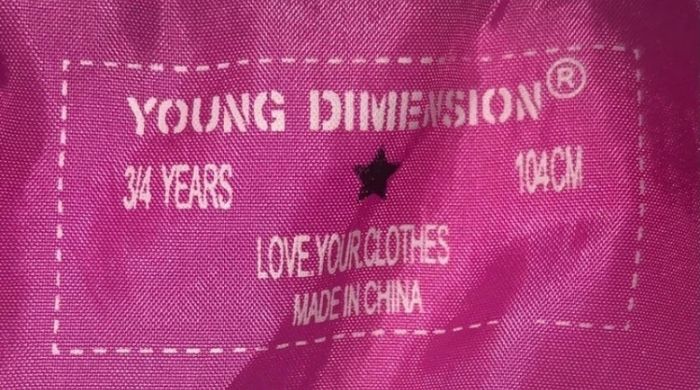 YOUNG DIMENSION®
3/4 YEARS 104CM
LOVE.YOUR.CLOTHES
MADE IN CHINA